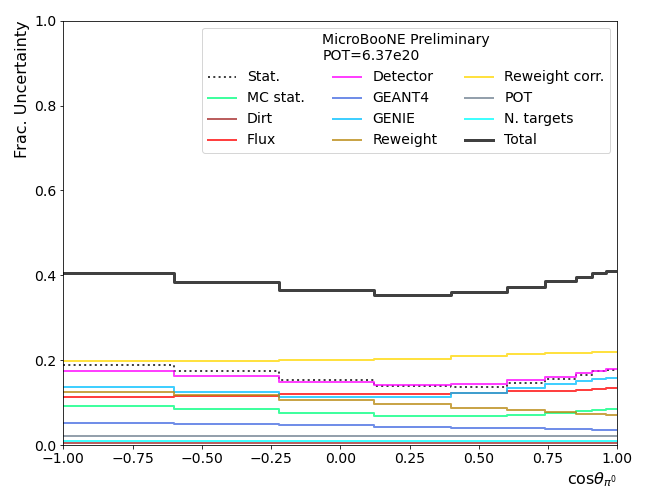 Frac. Uncertainty
1.0
0.8
0.6
0.4
0.2
0.0
MicroBooNE Preliminary
POT=6.37e20
Stat. Detector Reweight corr.
MC stat. GEANT4 POT
Dirt GENIE N. targets
Flux Reweight Total
−1.00 −0.75 −0.50 −0.25 0.00 0.25 0.50 0.75 1.00
cosθπ⁰